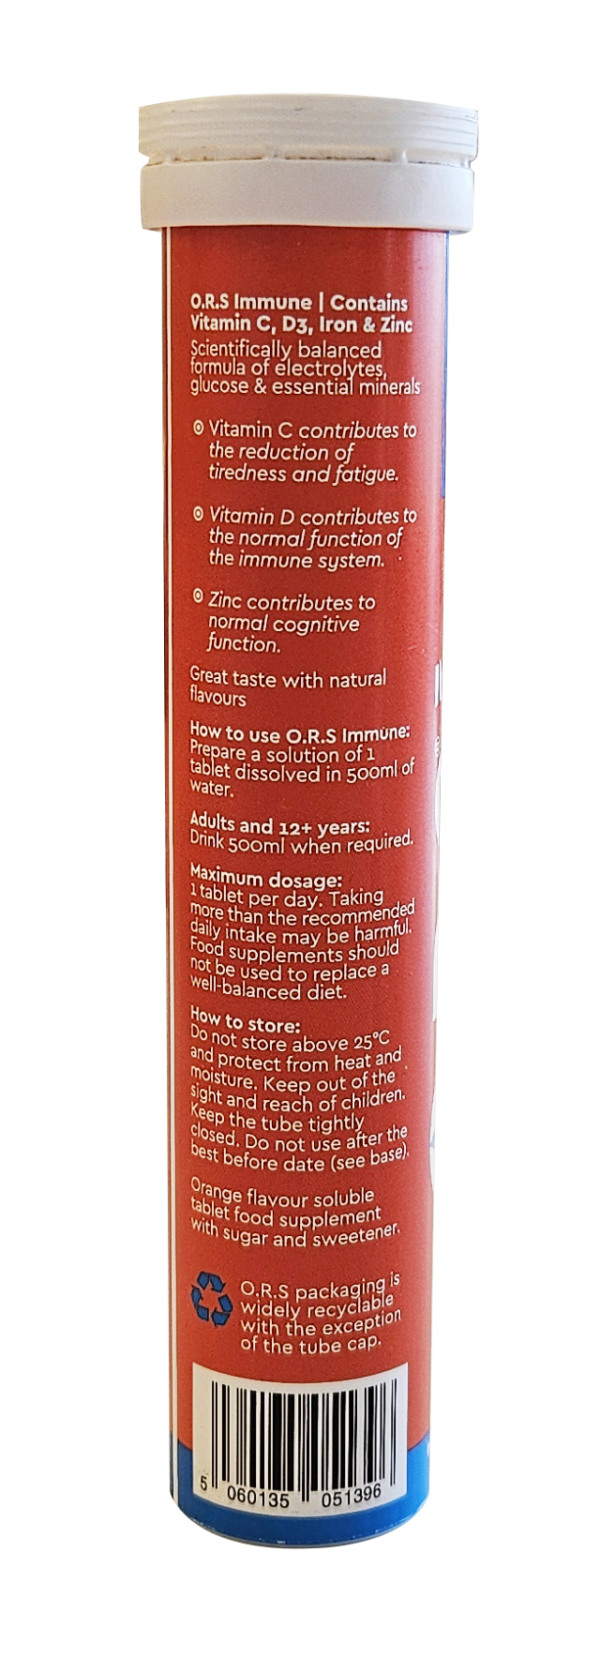 O.R.S Immune | Contains
Vitamin C, D3, Iron & Zinc
Scientifically balanced
formula of electrolytes,
glucose & essential minerals
Vitamin C contributes to
the reduction of
tiredness and fatigue.
Vitamin D contributes to
the normal function of
the immune system.
Zinc contributes to
normal cognitive
function.
Great taste with natural
flavours
How to use O.R.S Immune:
Prepare a solution of 1
tablet dissolved in 500ml of
water.
Adults and 12+ years:
Drink 500ml when required.
Maximum dosage:
1 tablet per day. Taking
more than the recommended
daily intake may be harmful.
Food supplements should
not be used to replace a
well-balanced diet.
How to store:
Do not store above 25°C
and protect from heat and
moisture. Keep out of the
sight and reach of children.
Keep the tube tightly
closed. Do not use after the
best before date (see base).
Orange flavour soluble
tablet food supplement
with sugar and sweetener.
O.R.S packaging is
widely recyclable
with the exception
of the tube cap.
5 060135 051396